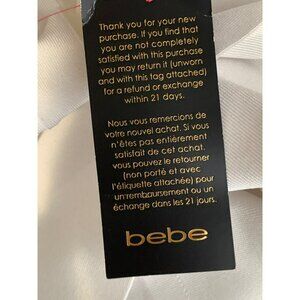 Thank you for your new
purchase. If you find that
you are not completely
satisfied with this purchase
you may return it (unworn
and with this tag attached)
for a refund or exchange
within 21 days.
Nous vous remercions de
votre nouvel achat. Si vous
n'êtes pas entièrement
satisfait de cet achat.
vous pouvez le retourner
(non porté et avec
l'étiquette attachée) pour
un remboursement ou un
échange dans les 21 jours.
bebe